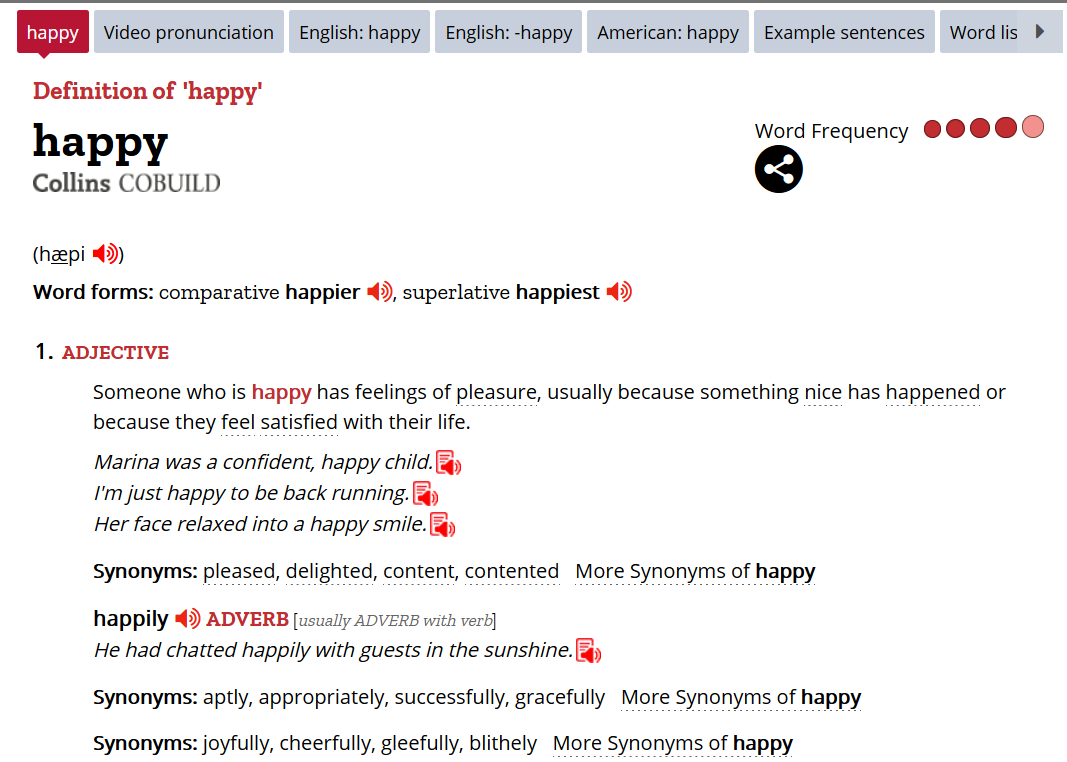 happy Video pronunciation English: happy English: -happy American: happy Example sentences Word lis
Definition of 'happy'
happy
Word Frequency
Collins COBUILD
(hæpi )
Word forms: comparative happier , superlative happiest
1. ADJECTIVE
Someone who is happy has feelings of pleasure, usually because something nice has happened or
because they feel satisfied with their life.
Marina was a confident, happy child.
I'm just happy to be back running.
Her face relaxed into a happy smile.
Synonyms: pleased, delighted, content, contented More Synonyms of happy
happily ADVERB [usually ADVERB with verb]
He had chatted happily with guests in the sunshine.
Synonyms: aptly, appropriately, successfully, gracefully More Synonyms of happy
Synonyms: joyfully, cheerfully, gleefully, blithely More Synonyms of happy